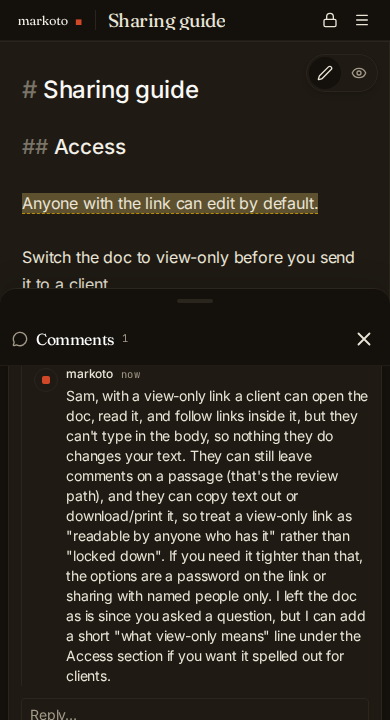 markoto
Sharing guide
# Sharing guide
## Access
Anyone with the link can edit by default.
Switch the doc to view-only before you send
it to a client
Comments 1
markoto now
Sam, with a view-only link a client can open the
doc, read it, and follow links inside it, but they
can't type in the body, so nothing they do
changes your text. They can still leave
comments on a passage (that's the review
path), and they can copy text out or
download/print it, so treat a view-only link as
"readable by anyone who has it" rather than
"locked down". If you need it tighter than that,
the options are a password on the link or
sharing with named people only. I left the doc
as is since you asked a question, but I can add
a short "what view-only means" line under the
Access section if you want it spelled out for
clients.
Reply...